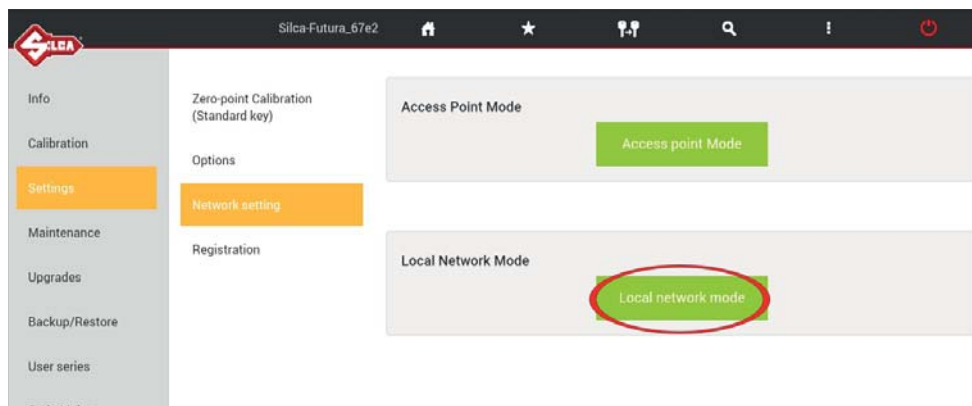 SILCA
Silca-Futura_67e2
Info
Calibration
Settings
Maintenance
Upgrades
Backup/Restore
User series
Zero-point Calibration
(Standard key)
Options
Network setting
Registration
Access Point Mode
Access point Mode
Local Network Mode
Local network mode